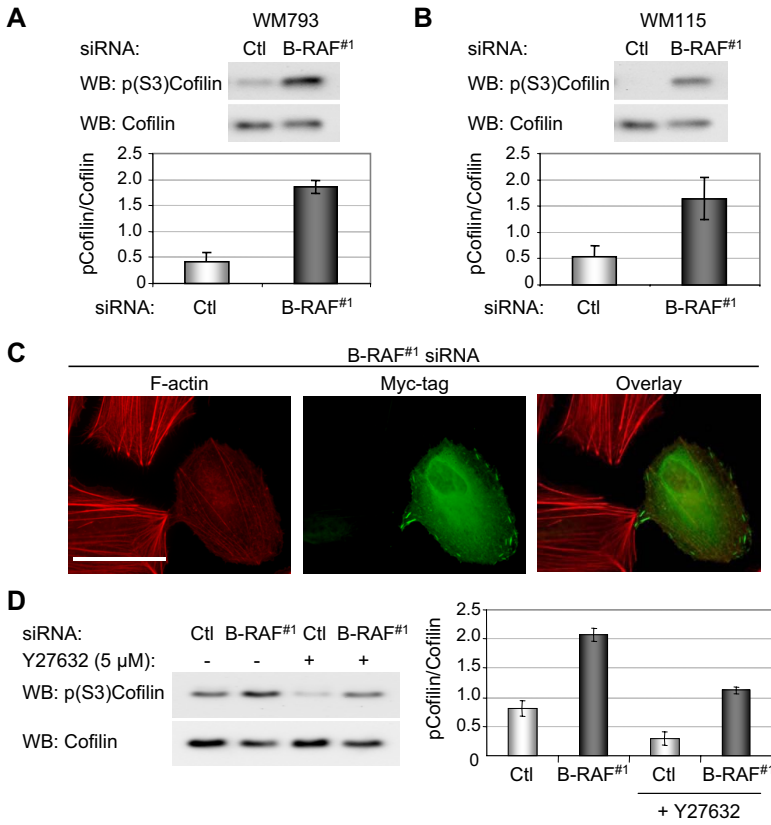 A
WM793
siRNA: Ctl B-RAF#1
WB: p(S3)Cofilin
WB: Cofilin
pCofilin/Cofilin
2.5
2.0
1.5
1.0
0.5
0
siRNA: Ctl B-RAF#1
B
WM115
siRNA: Ctl B-RAF#1
WB: p(S3)Cofilin
WB: Cofilin
pCofilin/Cofilin
2.5
2.0
1.5
1.0
0.5
0
siRNA: Ctl B-RAF#1
C
B-RAF#1 siRNA
F-actin Myc-tag Overlay
D
siRNA: Ctl B-RAF#1 Ctl B-RAF#1
Y27632 (5 µM): - - + +
WB: p(S3)Cofilin
WB: Cofilin
pCofilin/Cofilin
2.5
2.0
1.5
1.0
0.5
0
Ctl B-RAF#1 Ctl B-RAF#1
+ Y27632